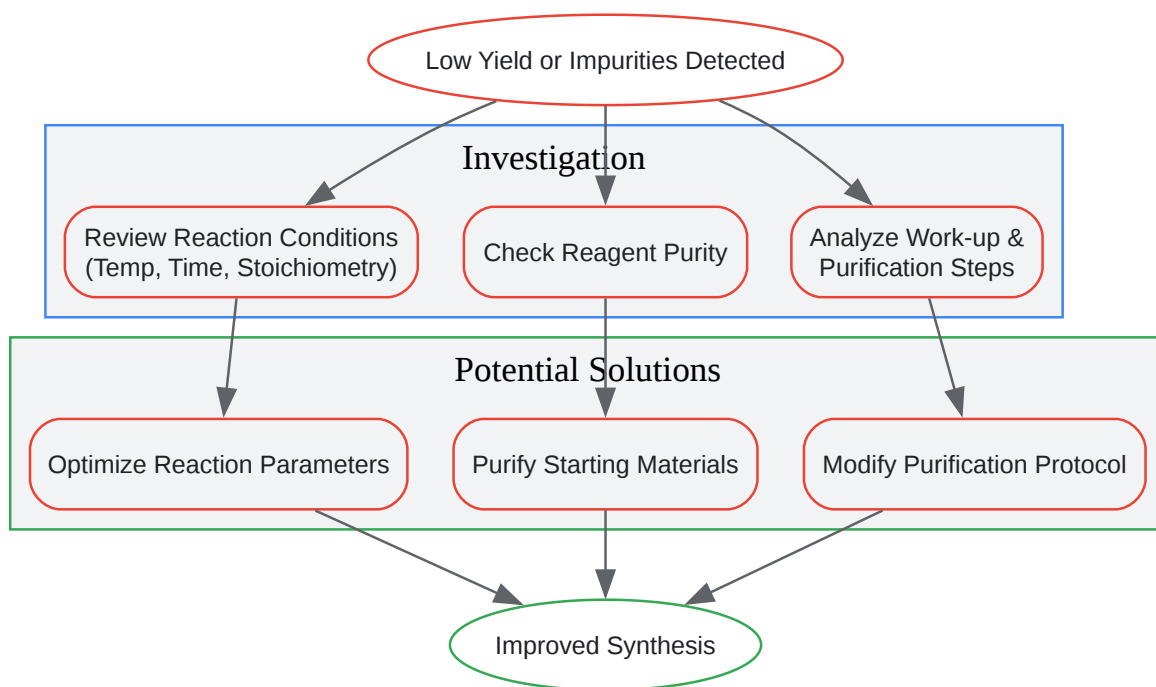 Low Yield or Impurities Detected
Investigation
Review Reaction Conditions
(Temp, Time, Stoichiometry)
Check Reagent Purity
Analyze Work-up &
Purification Steps
Potential Solutions
Optimize Reaction Parameters
Purify Starting Materials
Modify Purification Protocol
Improved Synthesis